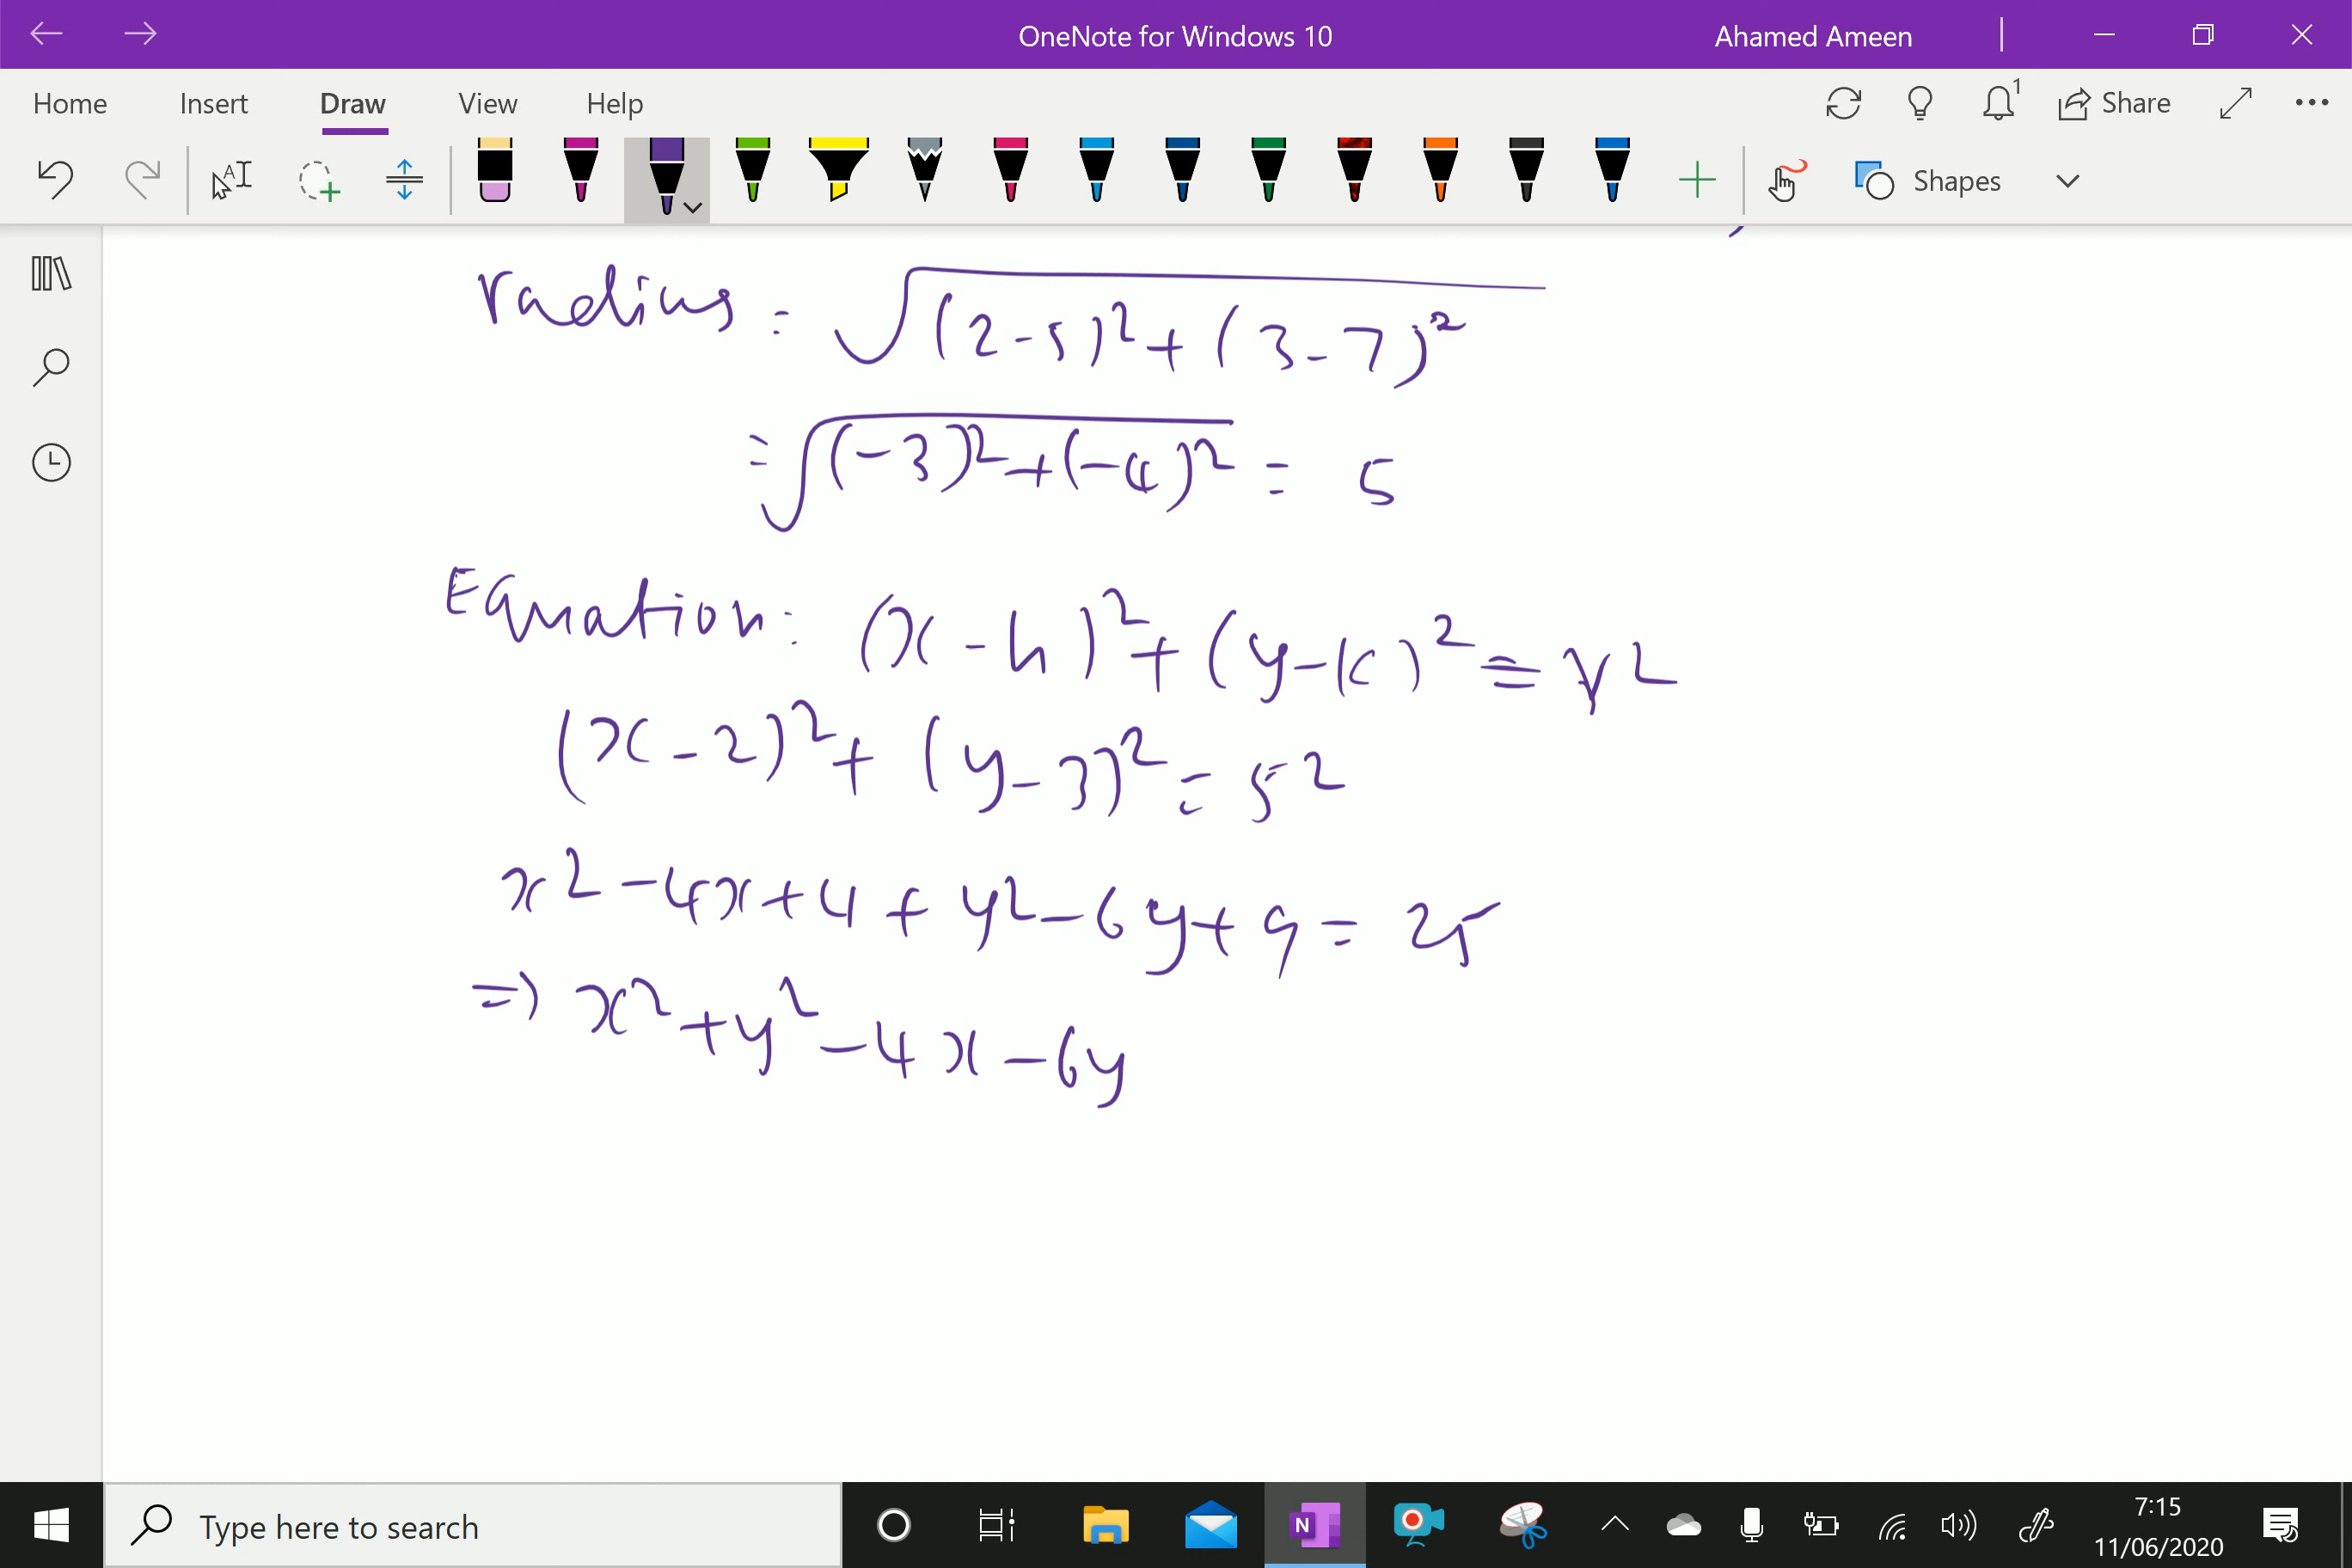 OneNote for Windows 10
Ahamed Ameen
Home Insert Draw View Help
1 Share
Shapes
radius = √((2-5)²+(3-7)²
= √(-3)²+(-4)² = 5
Equation: (x-h)²+(y-k)² = r²
(x-2)²+(y-3)² = 5²
x²-4x+4+y²-6y+9 = 25
⇒ x²+y²-4x-6y
Type here to search
N
7:15
11/06/2020